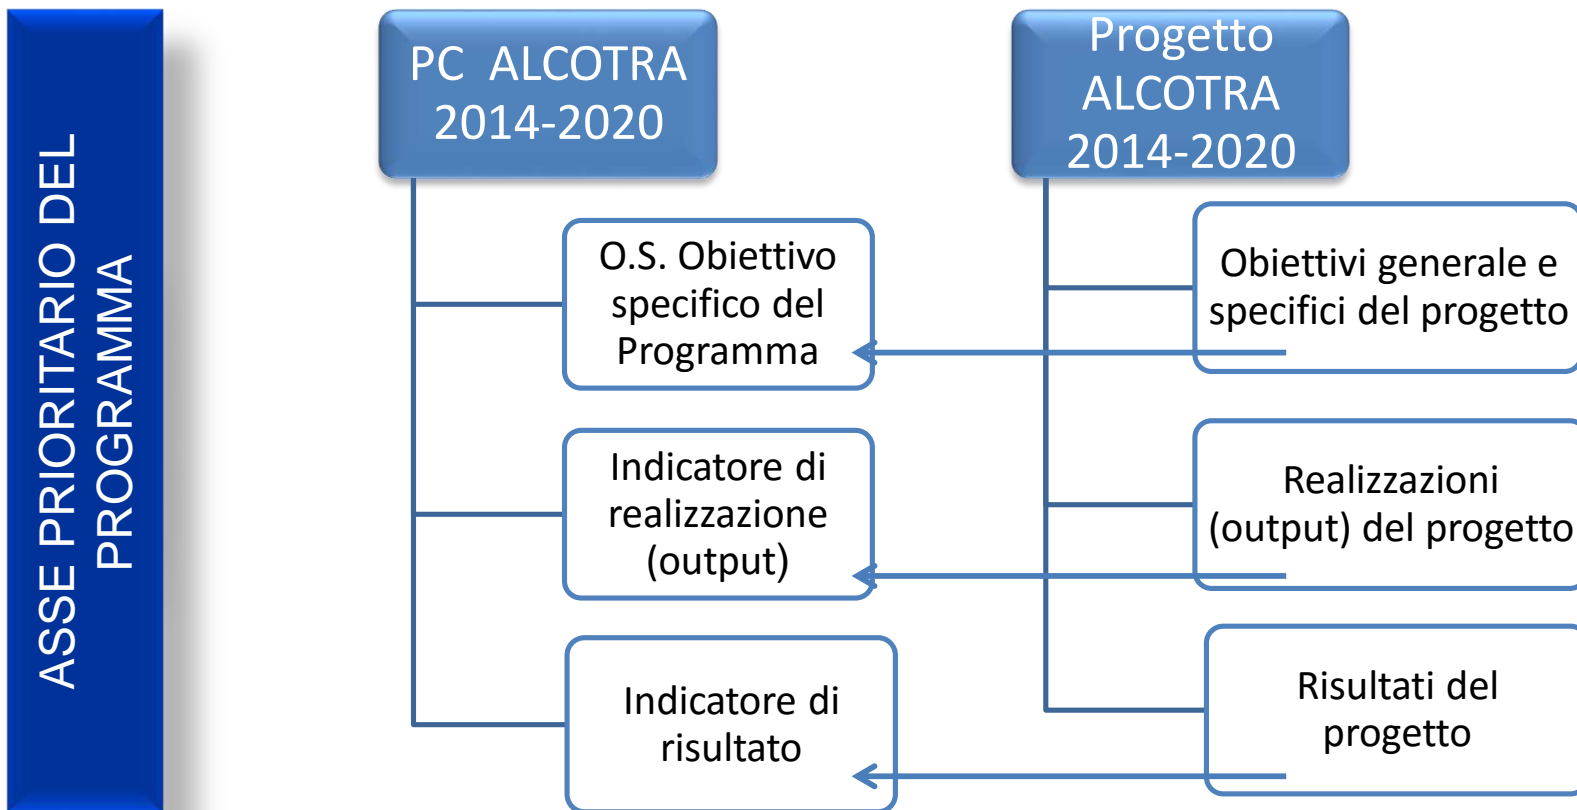 ASSE PRIORITARIO DEL
PROGRAMMA
PC ALCOTRA
2014-2020
O.S. Obiettivo
specifico del
Programma
Indicatore di
realizzazione
(output)
Indicatore di
risultato
Progetto
ALCOTRA
2014-2020
Obiettivi generale e
specifici del progetto
Realizzazioni
(output) del progetto
Risultati del
progetto